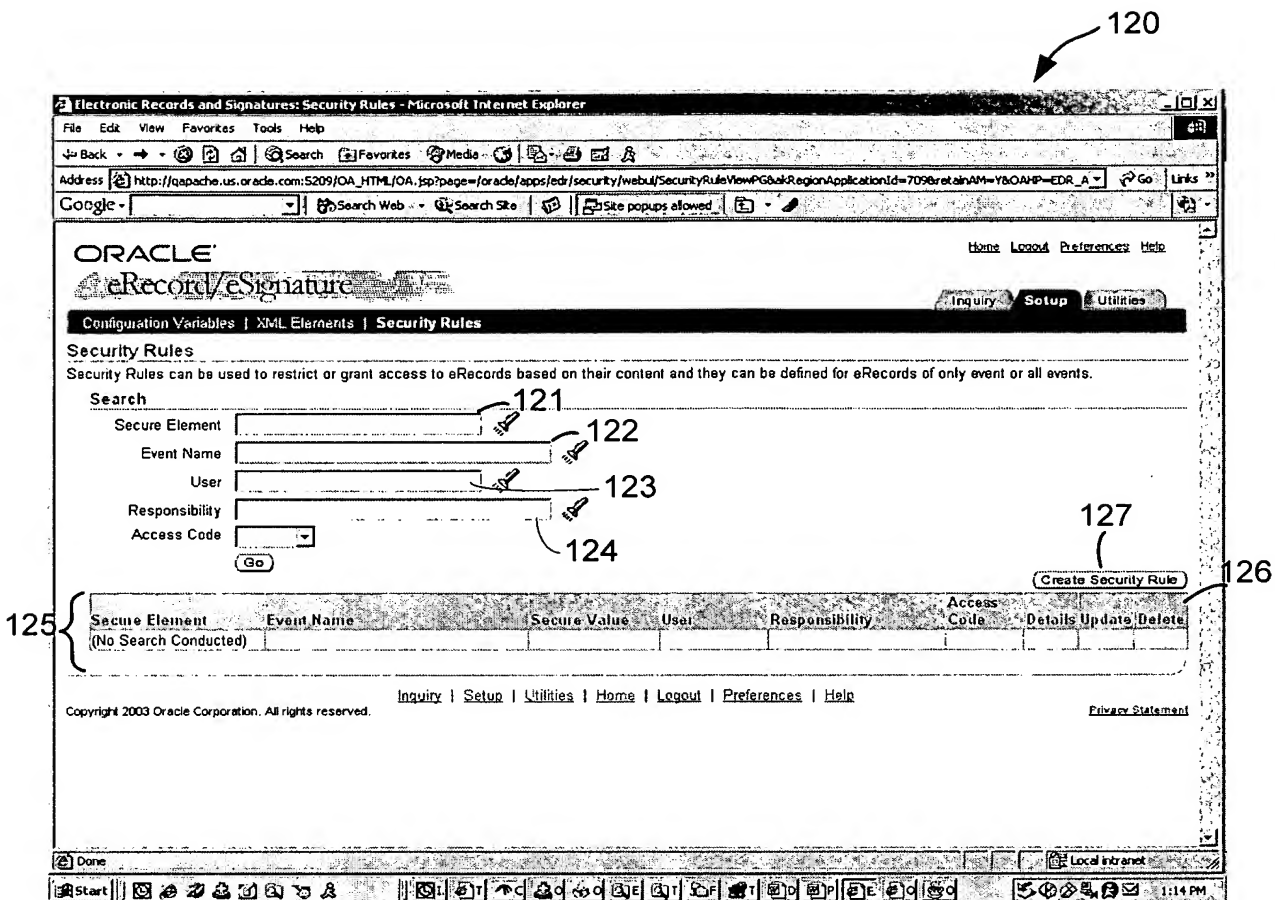 120
Electronic Records and Signatures: Security Rules - Microsoft Internet Explorer
File Edit View Favorites Tools Help
Back Search Favorites Media
Address http://qapache.us.oracle.com:5209/OA_HTML/OA.jsp?page=/oracle/apps/edr/security/webui/SecurityRuleViewPG&akRegionApplicationId=709&retainAM=Y&OAHP=EDR_A Go Links »
Google - Search Web Search Site Site popups allowed
ORACLE
Home Logout Preferences Help
eRecord/eSignature
Inquiry Setup Utilities
Configuration Variables | XML Elements | Security Rules
Security Rules
Security Rules can be used to restrict or grant access to eRecords based on their content and they can be defined for eRecords of only event or all events.
Search
121
Secure Element
122
Event Name
User
123
Responsibility
124
Access Code
Go
127
Create Security Rule
126
125
Secure Element Event Name Secure Value User Responsibility Access Code Details Update Delete
(No Search Conducted)
Inquiry | Setup | Utilities | Home | Logout | Preferences | Help
Copyright 2003 Oracle Corporation. All rights reserved.
Privacy Statement
Done
Local intranet
Start
1:14 PM